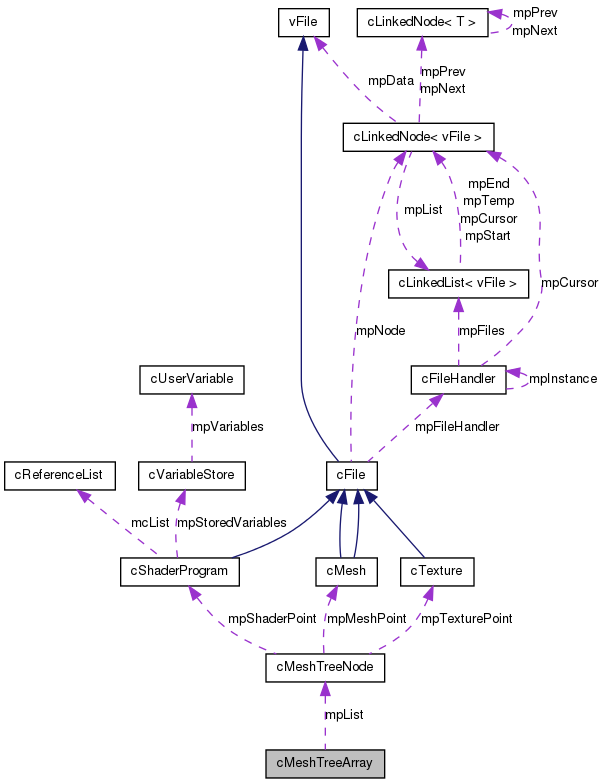 vFile
cLinkedNode< T >
mpPrev
mpNext
mpData
mpPrev
mpNext
cLinkedNode< vFile >
mpList
mpEnd
mpTemp
mpCursor
mpStart
cLinkedList< vFile >
mpCursor
mpNode
mpFiles
cUserVariable
cFileHandler
mpInstance
mpVariables
mpFileHandler
cReferenceList
cVariableStore
cFile
mcList
mpStoredVariables
cShaderProgram
cMesh
cTexture
mpShaderPoint
mpMeshPoint
mpTexturePoint
cMeshTreeNode
mpList
cMeshTreeArray